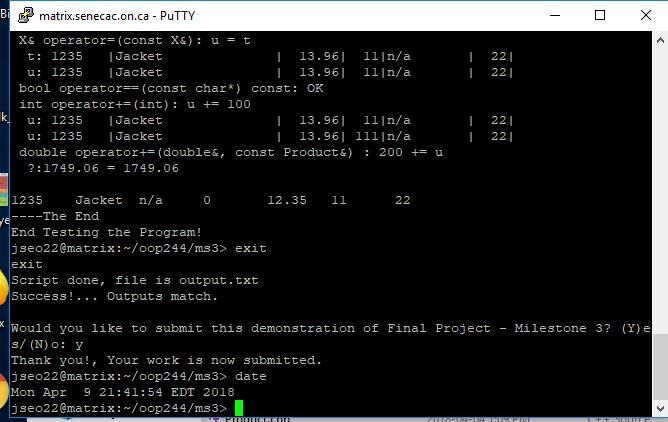 matrix.senecac.on.ca - PuTTY
X& operator=(const X&): u = t
t: 1235   |Jacket              |  13.96|  11|n/a       |  22|
u: 1235   |Jacket              |  13.96|  11|n/a       |  22|
bool operator==(const char*) const: OK
int operator+=(int): u += 100
u: 1235   |Jacket              |  13.96|  11|n/a       |  22|
u: 1235   |Jacket              |  13.96| 111|n/a       |  22|
double operator+=(double&, const Product&) : 200 += u
?:1749.06 = 1749.06
1235    Jacket  n/a     0       12.35   11      22
----The End
End Testing the Program!
jseo22@matrix:~/oop244/ms3> exit
exit
Script done, file is output.txt
Success!... Outputs match.
Would you like to submit this demonstration of Final Project - Milestone 3? (Y)e
s/(N)o: y
Thank you!, Your work is now submitted.
jseo22@matrix:~/oop244/ms3> date
Mon Apr  9 21:41:54 EDT 2018
jseo22@matrix:~/oop244/ms3>